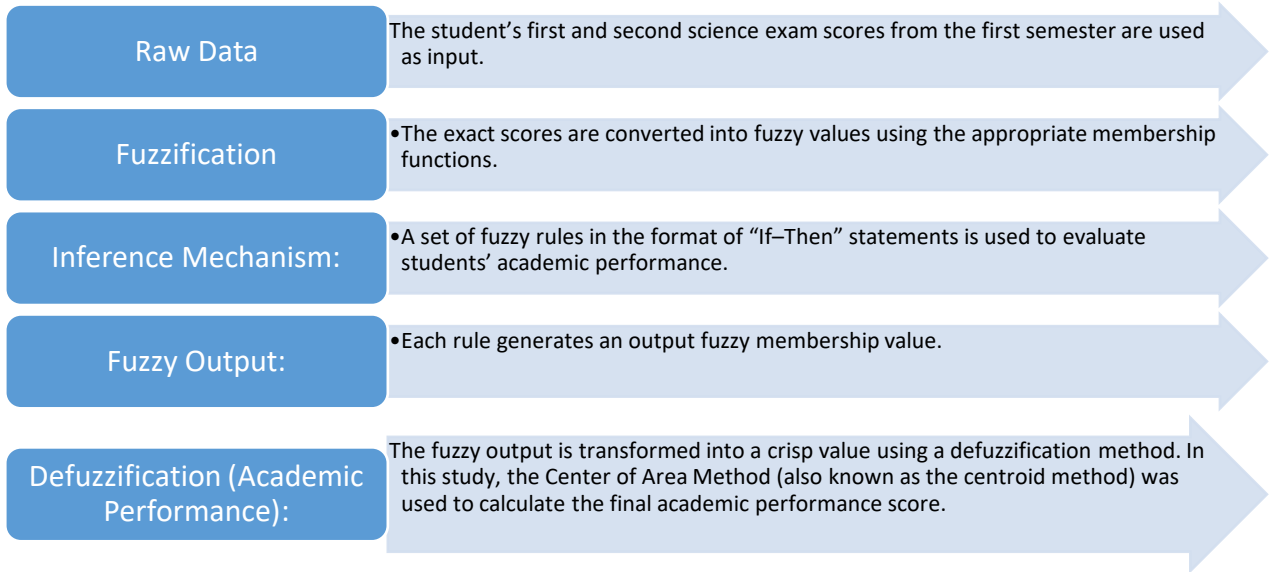 Raw Data
The student’s first and second science exam scores from the first semester are used
as input.
Fuzzification
•The exact scores are converted into fuzzy values using the appropriate membership
functions.
Inference Mechanism:
•A set of fuzzy rules in the format of “If–Then” statements is used to evaluate
students’ academic performance.
Fuzzy Output:
•Each rule generates an output fuzzy membership value.
Defuzzification (Academic
Performance):
The fuzzy output is transformed into a crisp value using a defuzzification method. In
this study, the Center of Area Method (also known as the centroid method) was
used to calculate the final academic performance score.